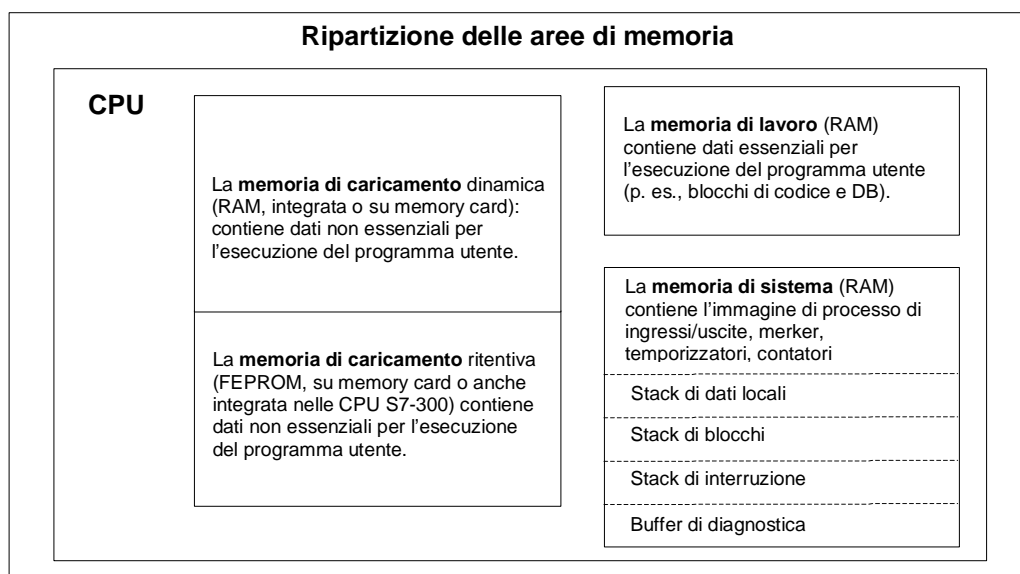 Ripartizione delle aree di memoria
CPU
La memoria di caricamento dinamica
(RAM, integrata o su memory card):
contiene dati non essenziali per
l'esecuzione del programma utente.
La memoria di caricamento ritentiva
(FEPROM, su memory card o anche
integrata nelle CPU S7-300) contiene
dati non essenziali per l'esecuzione
del programma utente.
La memoria di lavoro (RAM)
contiene dati essenziali per
l'esecuzione del programma utente
(p. es., blocchi di codice e DB).
La memoria di sistema (RAM)
contiene l'immagine di processo di
ingressi/uscite, merker,
temporizzatori, contatori
Stack di dati locali
Stack di blocchi
Stack di interruzione
Buffer di diagnostica